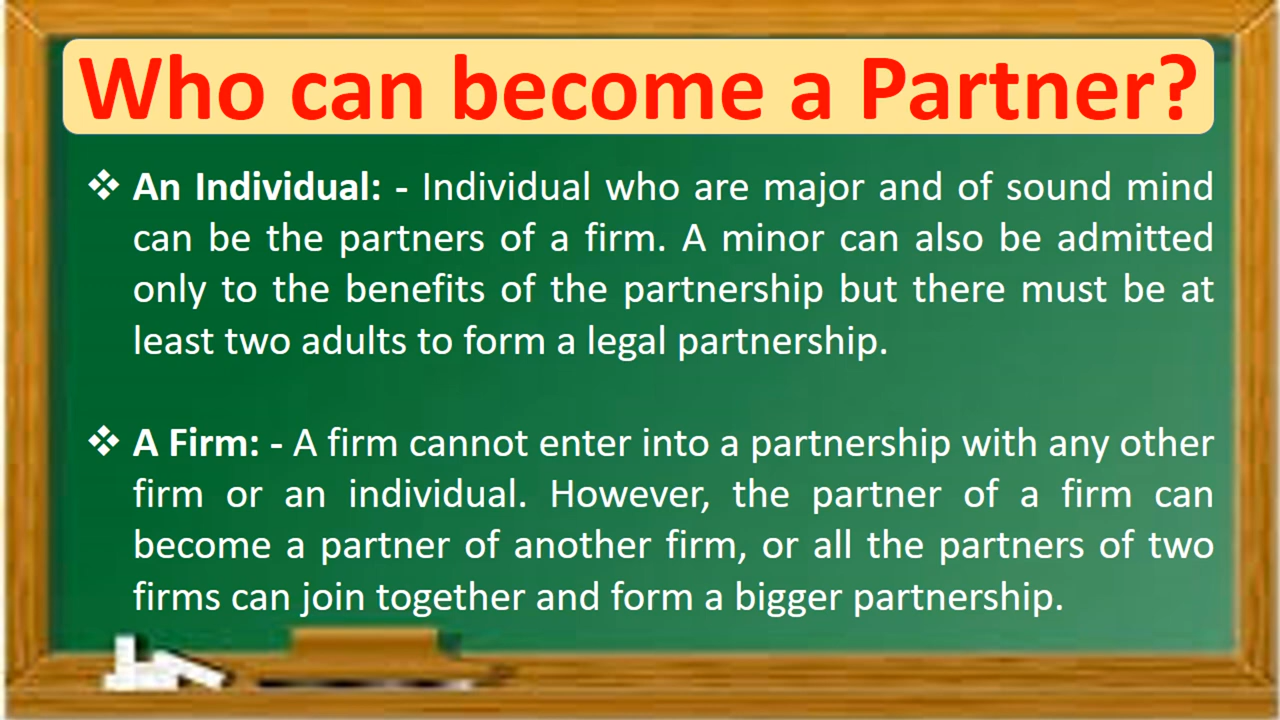 Who can become a Partner?
❖ An Individual: - Individual who are major and of sound mind
can be the partners of a firm. A minor can also be admitted
only to the benefits of the partnership but there must be at
least two adults to form a legal partnership.
❖ A Firm: - A firm cannot enter into a partnership with any other
firm or an individual. However, the partner of a firm can
become a partner of another firm, or all the partners of two
firms can join together and form a bigger partnership.